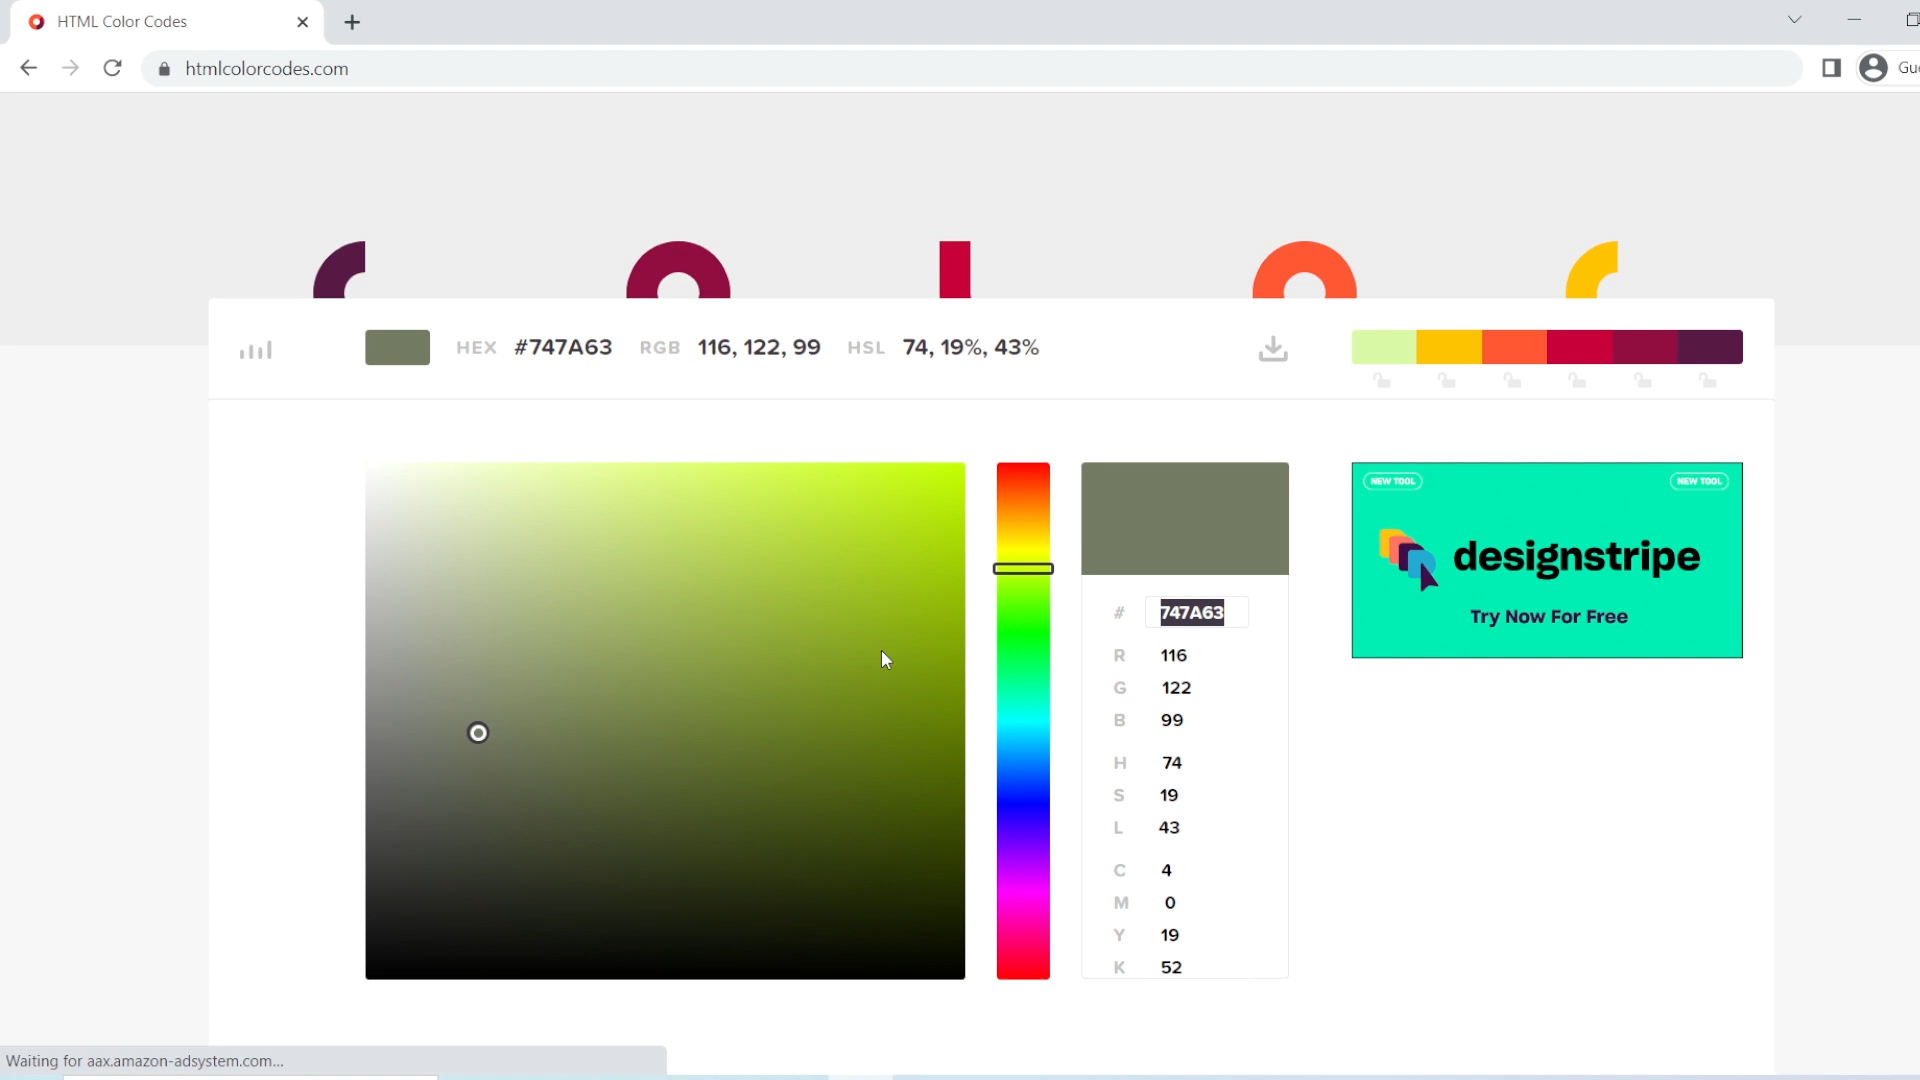 HTML Color Codes
htmlcolorcodes.com
HEX #747A63 RGB 116, 122, 99 HSL 74, 19%, 43%
NEW TOOL NEW TOOL
designstripe
Try Now For Free
# 747A63
R 116
G 122
B 99
H 74
S 19
L 43
C 4
M 0
Y 19
K 52
Waiting for aax.amazon-adsystem.com...